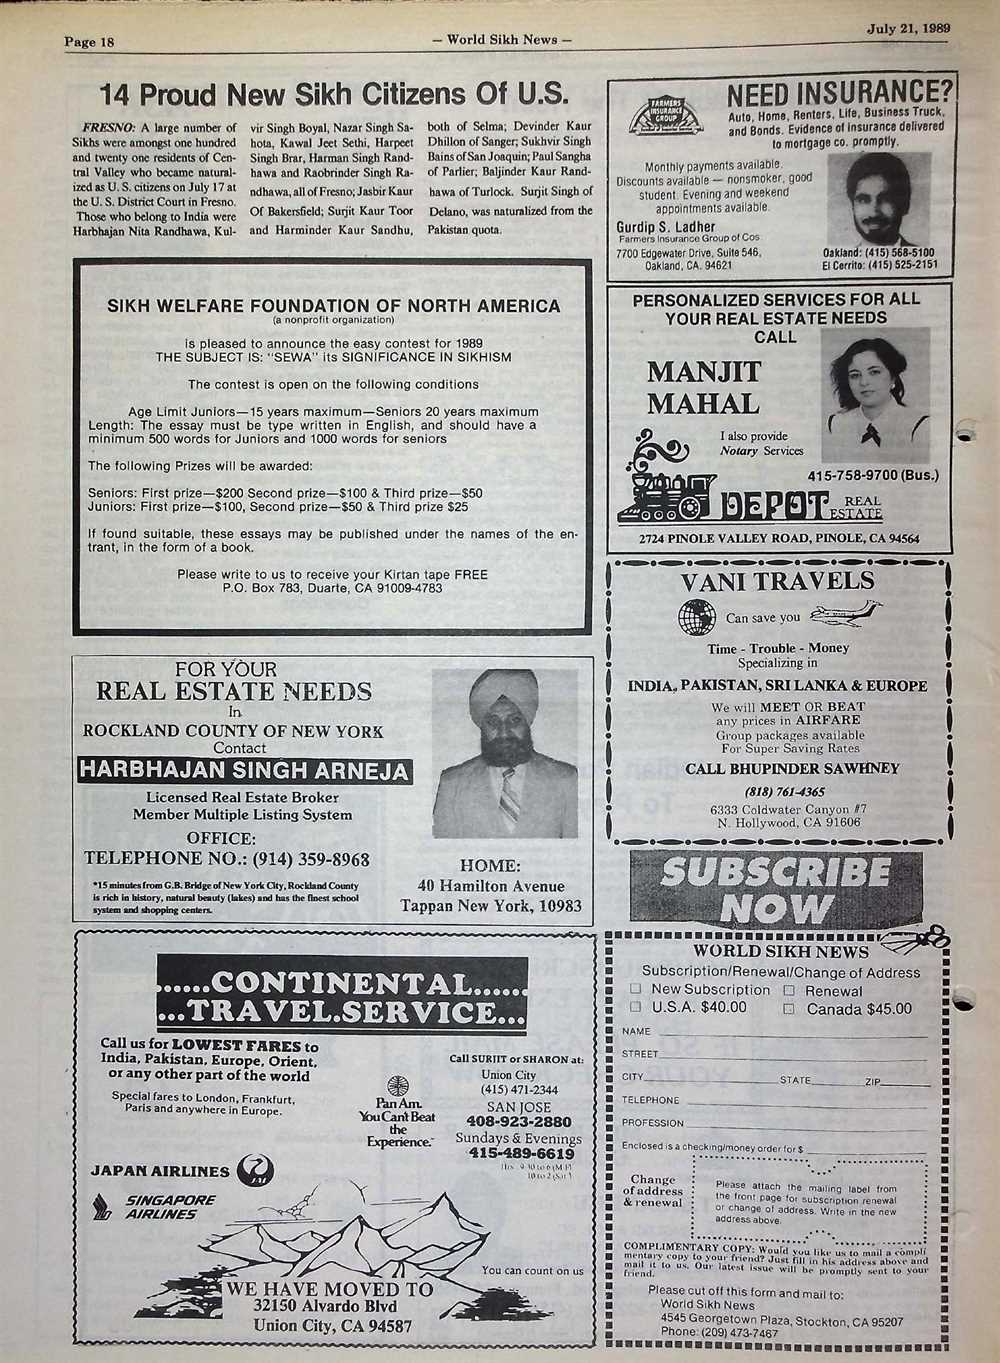 Page 18
— World Sikh News —
July 21, 1989
14 Proud New Sikh Citizens Of U.S.
FRESNO: A large number of
Sikhs were amongst one hundred
and twenty one residents of Cen-
tral Valley who became natural-
ized as U. S. citizens on July 17 at
the U. S. District Court in Fresno.
Those who belong to India were
Harbhajan Nita Randhawa, Kul-
vir Singh Boyal, Nazar Singh Sa-
hota, Kawal Jeet Sethi, Harpeet
Singh Brar, Harman Singh Rand-
hawa and Raobrinder Singh Ra-
ndhawa, all of Fresno; Jasbir Kaur
Of Bakersfield; Surjit Kaur Toor
and Harminder Kaur Sandhu,
both of Selma; Devinder Kaur
Dhillon of Sanger; Sukhvir Singh
Bains of San Joaquin; Paul Sangha
of Parlier; Baljinder Kaur Rand-
hawa of Turlock. Surjit Singh of
Delano, was naturalized from the
Pakistan quota.
SIKH WELFARE FOUNDATION OF NORTH AMERICA
(a nonprofit organization)
is pleased to announce the easy contest for 1989
THE SUBJECT IS: "SEWA" its SIGNIFICANCE IN SIKHISM
The contest is open on the following conditions
Age Limit Juniors—15 years maximum—Seniors 20 years maximum
Length: The essay must be type written in English, and should have a
minimum 500 words for Juniors and 1000 words for seniors
The following Prizes will be awarded:
Seniors: First prize—$200 Second prize—$100 & Third prize—$50
Juniors: First prize—$100, Second prize—$50 & Third prize $25
If found suitable, these essays may be published under the names of the en-
trant, in the form of a book.
Please write to us to receive your Kirtan tape FREE
P.O. Box 783, Duarte, CA 91009-4783
FOR YOUR
REAL ESTATE NEEDS
In
ROCKLAND COUNTY OF NEW YORK
Contact
HARBHAJAN SINGH ARNEJA
Licensed Real Estate Broker
Member Multiple Listing System
OFFICE:
TELEPHONE NO.: (914) 359-8968
*15 minutes from G.B. Bridge of New York City, Rockland County
is rich in history, natural beauty (lakes) and has the finest school
system and shopping centers.
HOME:
40 Hamilton Avenue
Tappan New York, 10983
......CONTINENTAL......
...TRAVEL.SERVICE...
Call us for LOWEST FARES to
India, Pakistan, Europe, Orient,
or any other part of the world
Special fares to London, Frankfurt,
Paris and anywhere in Europe.
Pan Am.
You Can't Beat
the
Experience.
Call SURJIT or SHARON at:
Union City
(415) 471-2344
SAN JOSE
408-923-2880
Sundays & Evenings
415-489-6619
Hrs. 9:30 to 6 (M-F)
10 to 2 (Sat.)
JAPAN AIRLINES
JAL
SINGAPORE
AIRLINES
You can count on us
WE HAVE MOVED TO
32150 Alvardo Blvd
Union City, CA 94587
NEED INSURANCE?
FARMERS
INSURANCE
GROUP
Auto, Home, Renters, Life, Business Truck,
and Bonds. Evidence of insurance delivered
to mortgage co. promptly.
Monthly payments available.
Discounts available — nonsmoker, good
student. Evening and weekend
appointments available.
Gurdip S. Ladher
Farmers Insurance Group of Cos.
7700 Edgewater Drive, Suite 546,
Oakland, CA. 94621
Oakland: (415) 568-5100
El Cerrito: (415) 525-2151
PERSONALIZED SERVICES FOR ALL
YOUR REAL ESTATE NEEDS
CALL
MANJIT
MAHAL
I also provide
Notary Services
415-758-9700 (Bus.)
DEPOT REAL
ESTATE
2724 PINOLE VALLEY ROAD, PINOLE, CA 94564
VANI TRAVELS
Can save you
Time - Trouble - Money
Specializing in
INDIA, PAKISTAN, SRI LANKA & EUROPE
We will MEET OR BEAT
any prices in AIRFARE
Group packages available
For Super Saving Rates
CALL BHUPINDER SAWHNEY
(818) 761-4365
6333 Coldwater Canyon #7
N. Hollywood, CA 91606
SUBSCRIBE
NOW
WORLD SIKH NEWS
Subscription/Renewal/Change of Address
New Subscription Renewal
U.S.A. $40.00 Canada $45.00
NAME
STREET
CITY STATE ZIP
TELEPHONE
PROFESSION
Enclosed is a checking/money order for $
Change
of address
& renewal
Please attach the mailing label from
the front page for subscription renewal
or change of address. Write in the new
address above.
COMPLIMENTARY COPY: Would you like us to mail a compli
mentary copy to your friend? Just fill in his address above and
mail it to us. Our latest issue will be promptly sent to your
friend.
Please cut off this form and mail to:
World Sikh News
4545 Georgetown Plaza, Stockton, CA 95207
Phone: (209) 473-7467